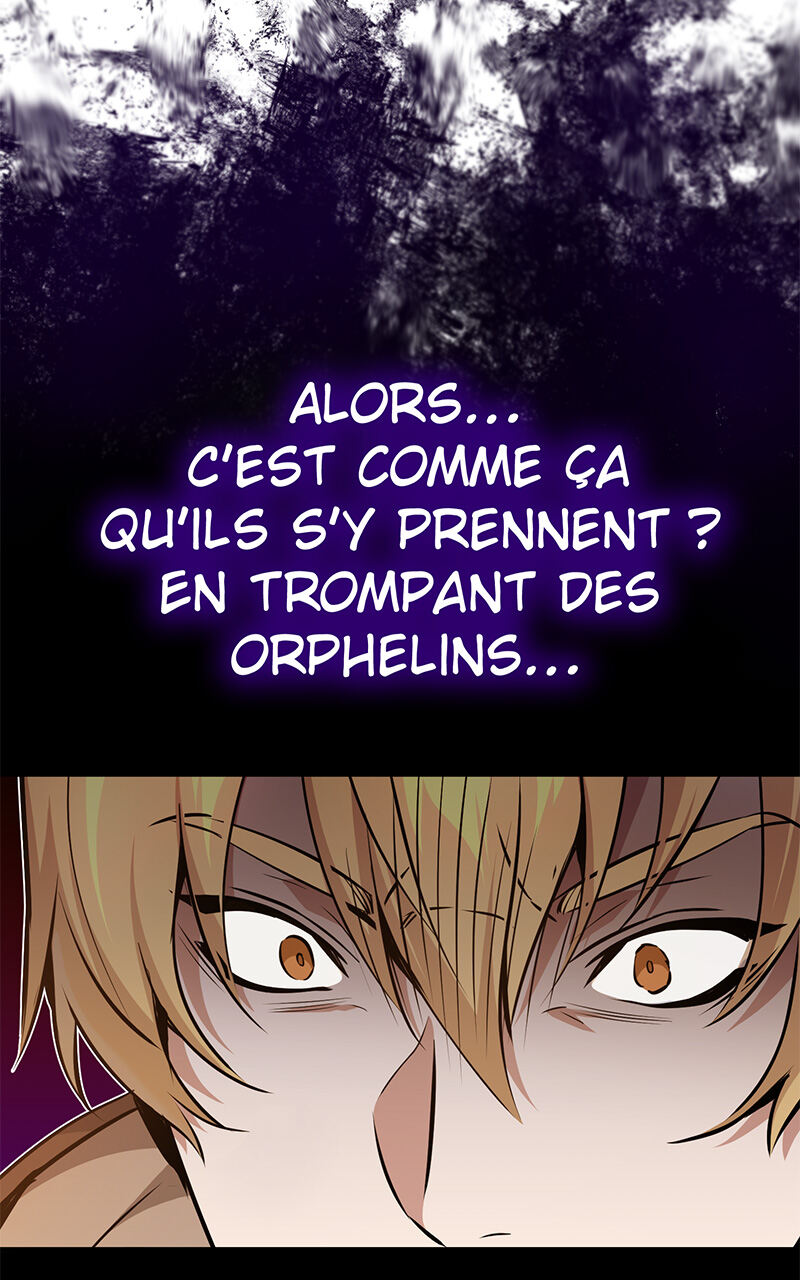 ALORS...
C'EST COMME ÇA
QU'ILS S'Y PRENNENT ?
EN TROMPANT DES
ORPHELINS...